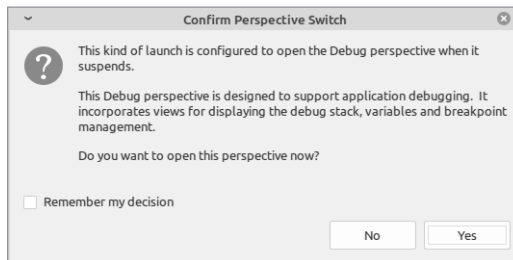 Confirm Perspective Switch
This kind of launch is configured to open the Debug perspective when it
suspends.
This Debug perspective is designed to support application debugging. It
incorporates views for displaying the debug stack, variables and breakpoint
management.
Do you want to open this perspective now?
Remember my decision
No
Yes